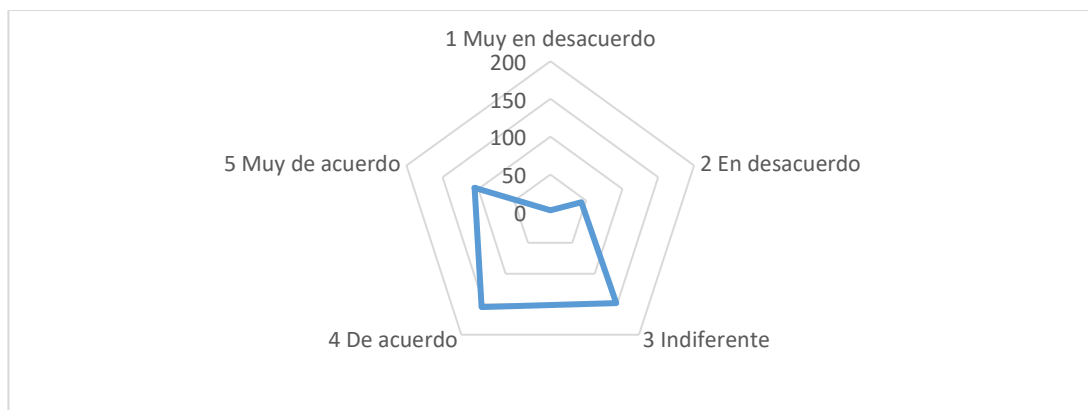 1 Muy en desacuerdo
200
150
100
50
0
5 Muy de acuerdo
2 En desacuerdo
4 De acuerdo
3 Indiferente